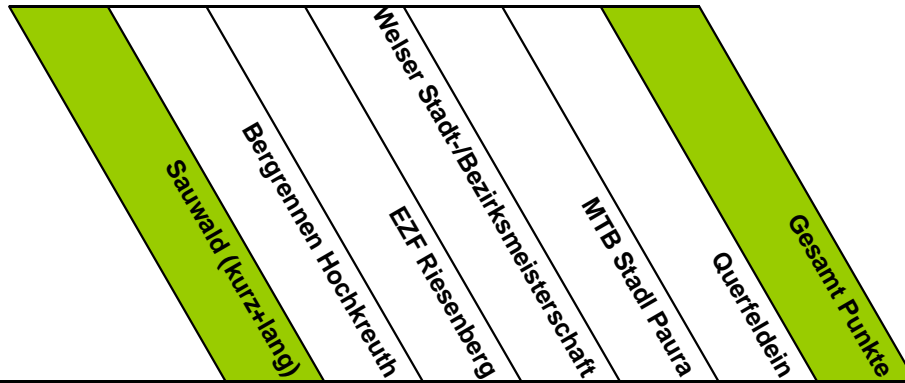 Sauwald (kurz+lang)
Bergrennen Hochkreuth
EZF Riesenberg
Welser Stadt-/Bezirksmeisterschaft
MTB Stadl Paura
Querfeldein
Gesamt Punkte